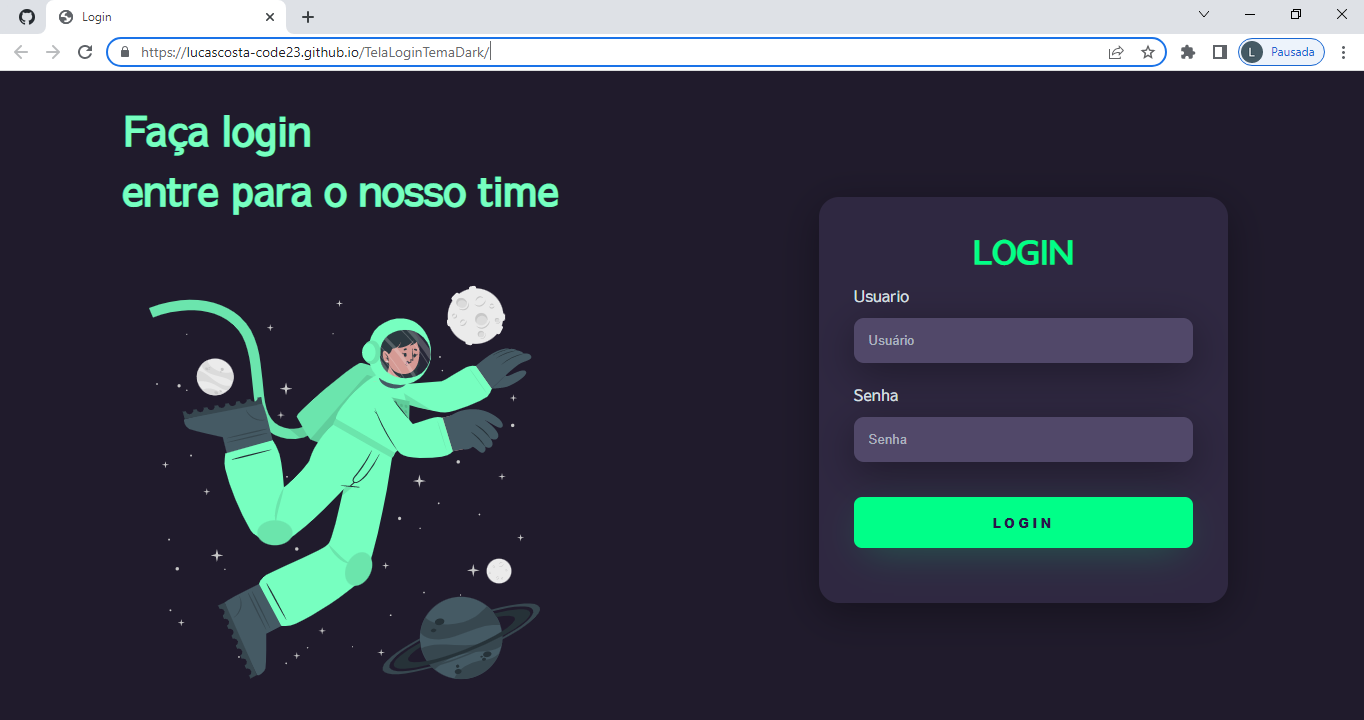 Login
https://lucascosta-code23.github.io/TelaLoginTemaDark/
L Pausada
Faça login
entre para o nosso time
LOGIN
Usuario
Usuário
Senha
Senha
LOGIN